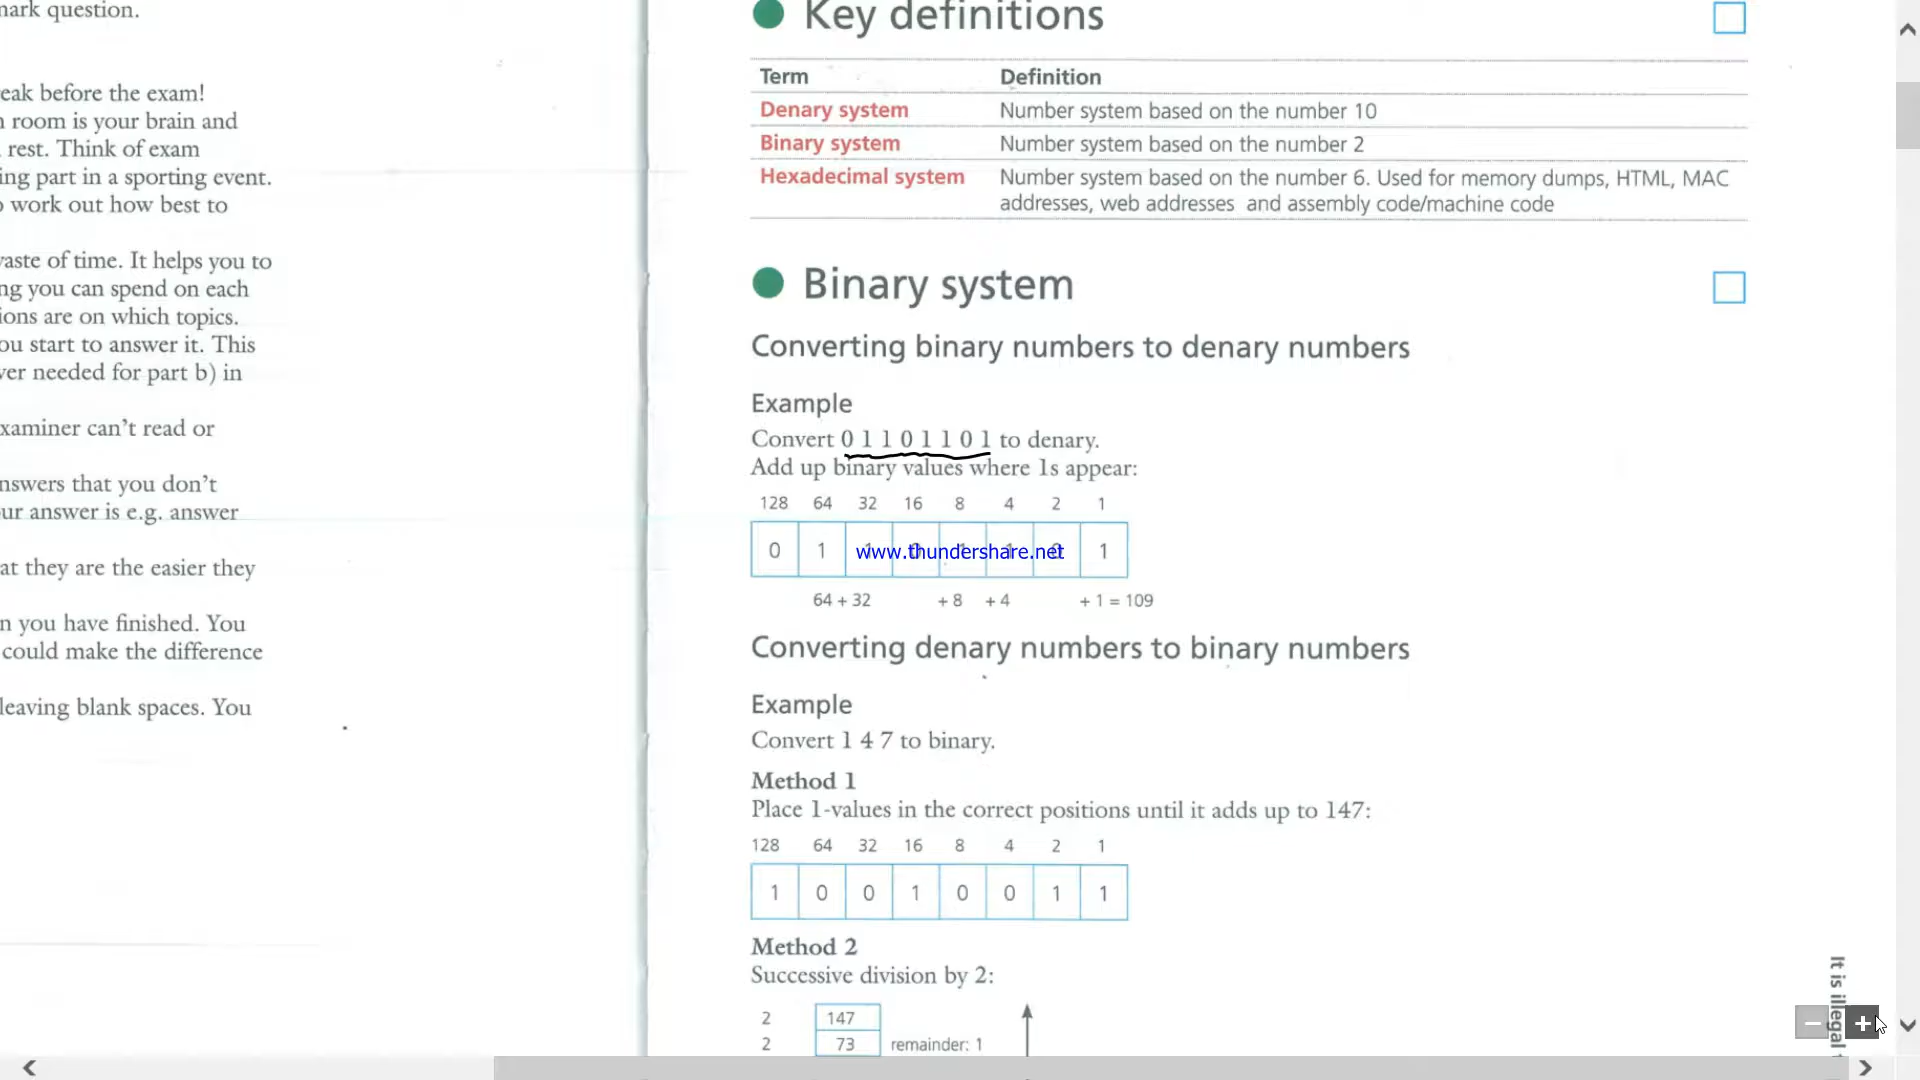 mark question.
eak before the exam!
room is your brain and
rest. Think of exam
ing part in a sporting event.
work out how best to
aste of time. It helps you to
ng you can spend on each
ions are on which topics.
ou start to answer it. This
ver needed for part b) in
xaminer can't read or
nswers that you don't
ur answer is e.g. answer
at they are the easier they
n you have finished. You
could make the difference
leaving blank spaces. You
Key definitions
Term Definition
Denary system Number system based on the number 10
Binary system Number system based on the number 2
Hexadecimal system Number system based on the number 6. Used for memory dumps, HTML, MAC
addresses, web addresses and assembly code/machine code
Binary system
Converting binary numbers to denary numbers
Example
Convert 0 1 1 0 1 1 0 1 to denary.
Add up binary values where 1s appear:
128 64 32 16 8 4 2 1
0 1 1 0 1 1 0 1
www.thundershare.net
64 + 32 + 8 + 4 + 1 = 109
Converting denary numbers to binary numbers
Example
Convert 1 4 7 to binary.
Method 1
Place 1-values in the correct positions until it adds up to 147:
128 64 32 16 8 4 2 1
1 0 0 1 0 0 1 1
Method 2
Successive division by 2:
2 147
2 73 remainder: 1
It is illegal